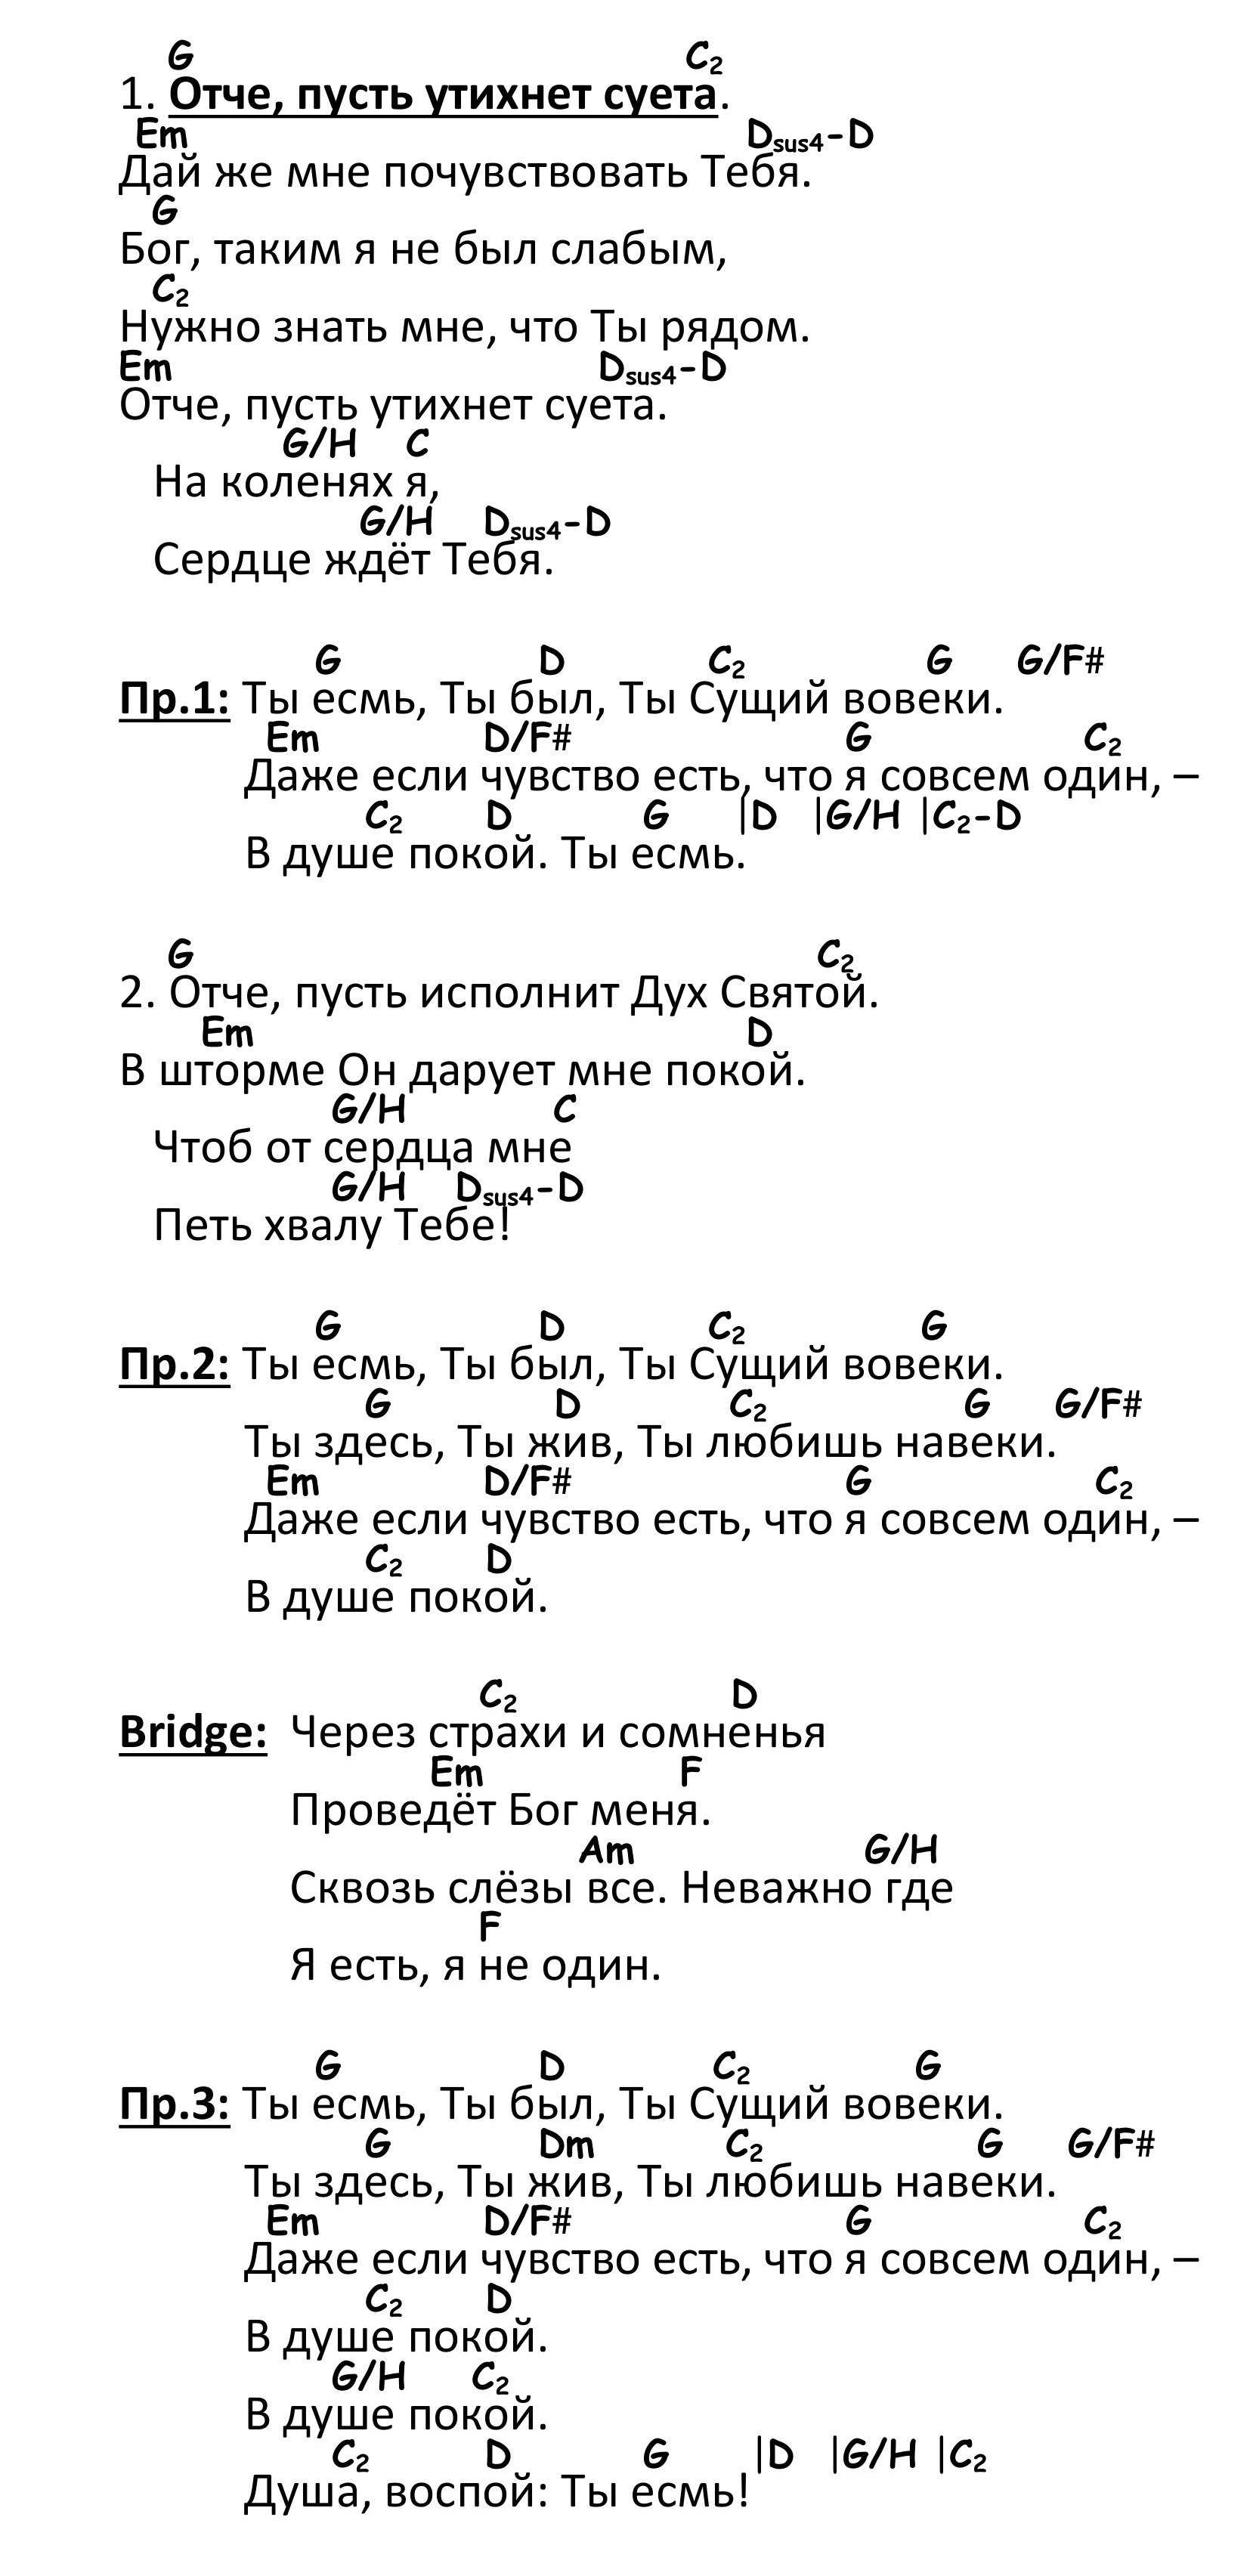 G C2
1. Отче, пусть утихнет суета.
Em Dsus4-D
Дай же мне почувствовать Тебя.
G
Бог, таким я не был слабым,
C2
Нужно знать мне, что Ты рядом.
Em Dsus4-D
Отче, пусть утихнет суета.
G/H C
На коленях я,
G/H Dsus4-D
Сердце ждёт Тебя.
G D C2 G G/F#
Пр.1: Ты есмь, Ты был, Ты Сущий вовеки.
Em D/F# G C2
Даже если чувство есть, что я совсем один, –
C2 D G |D |G/H |C2-D
В душе покой. Ты есмь.
G C2
2. Отче, пусть исполнит Дух Святой.
Em D
В шторме Он дарует мне покой.
G/H C
Чтоб от сердца мне
G/H Dsus4-D
Петь хвалу Тебе!
G D C2 G
Пр.2: Ты есмь, Ты был, Ты Сущий вовеки.
G D C2 G G/F#
Ты здесь, Ты жив, Ты любишь навеки.
Em D/F# G C2
Даже если чувство есть, что я совсем один, –
C2 D
В душе покой.
C2 D
Bridge: Через страхи и сомненья
Em F
Проведёт Бог меня.
Am G/H
Сквозь слёзы все. Неважно где
F
Я есть, я не один.
G D C2 G
Пр.3: Ты есмь, Ты был, Ты Сущий вовеки.
G Dm C2 G G/F#
Ты здесь, Ты жив, Ты любишь навеки.
Em D/F# G C2
Даже если чувство есть, что я совсем один, –
C2 D
В душе покой.
G/H C2
В душе покой.
C2 D G |D |G/H |C2
Душа, воспой: Ты есмь!